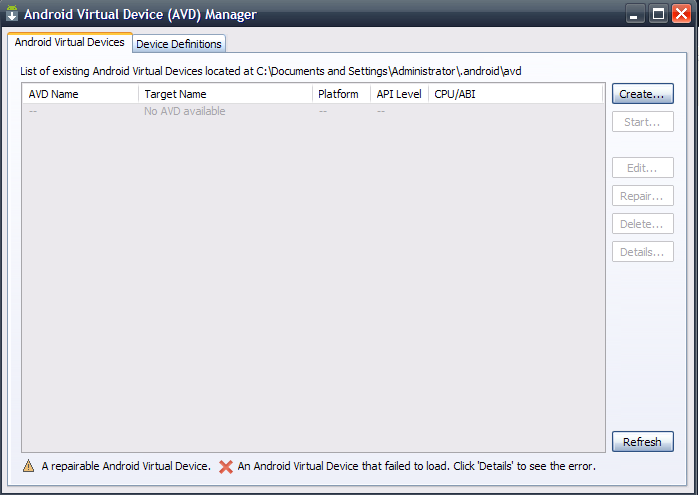 Android Virtual Device (AVD) Manager
Android Virtual Devices Device Definitions
List of existing Android Virtual Devices located at C:\Documents and Settings\Administrator\.android\avd
AVD Name Target Name Platform API Level CPU/ABI
-- No AVD available -- --
Create...
Start...
Edit...
Repair...
Delete...
Details...
Refresh
A repairable Android Virtual Device. An Android Virtual Device that failed to load. Click 'Details' to see the error.